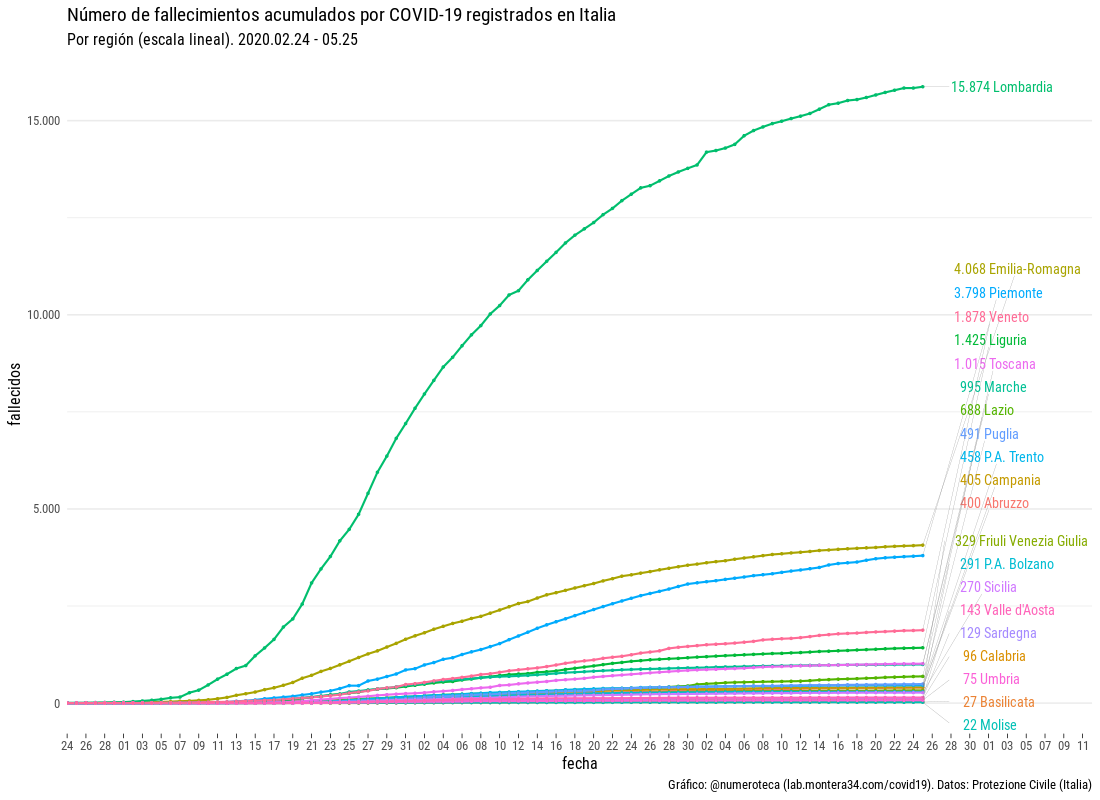 Número de fallecimientos acumulados por COVID-19 registrados en Italia
Por región (escala lineal). 2020.02.24 - 05.25
fallecidos
15.000
10.000
5.000
0
15.874 Lombardia
4.068 Emilia-Romagna
3.798 Piemonte
1.878 Veneto
1.425 Liguria
1.015 Toscana
995 Marche
688 Lazio
491 Puglia
458 P.A. Trento
405 Campania
400 Abruzzo
329 Friuli Venezia Giulia
291 P.A. Bolzano
270 Sicilia
143 Valle d'Aosta
129 Sardegna
96 Calabria
75 Umbria
27 Basilicata
22 Molise
24 26 28 01 03 05 07 09 11 13 15 17 19 21 23 25 27 29 31 02 04 06 08 10 12 14 16 18 20 22 24 26 28 30 02 04 06 08 10 12 14 16 18 20 22 24 26 28 30 01 03 05 07 09 11
fecha
Gráfico: @numeroteca (lab.montera34.com/covid19). Datos: Protezione Civile (Italia)